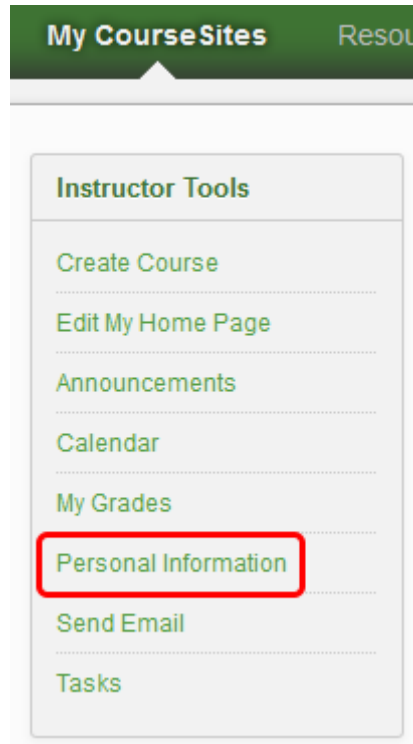 My CourseSites Resou
Instructor Tools
Create Course
Edit My Home Page
Announcements
Calendar
My Grades
Personal Information
Send Email
Tasks